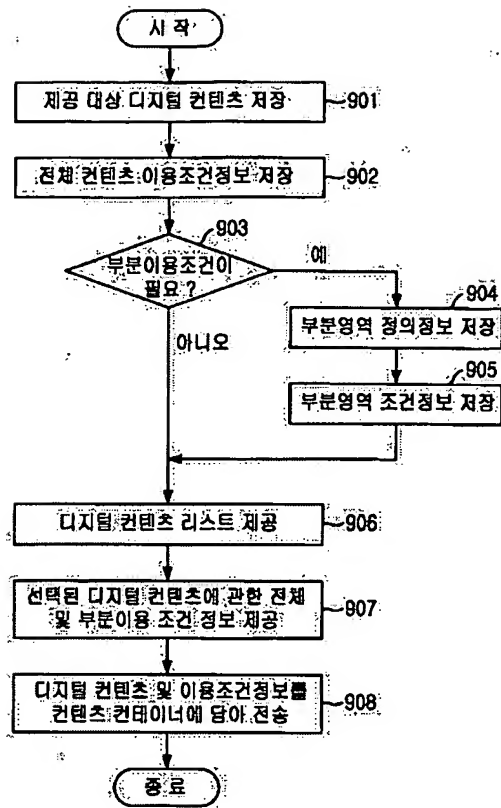 시 작
제공 대상 디지털 컨텐츠 저장
901
전체 컨텐츠 이용조건정보 저장
902
903
부분이용조건이
필요 ?
예
아니오
904
부분영역 정의정보 저장
905
부분영역 조건정보 저장
디지털 컨텐츠 리스트 제공
906
선택된 디지털 컨텐츠에 관한 전체
및 부분이용 조건 정보 제공
907
디지털 컨텐츠 및 이용조건정보를
컨텐츠 컨테이너에 담아 전송
908
종 료